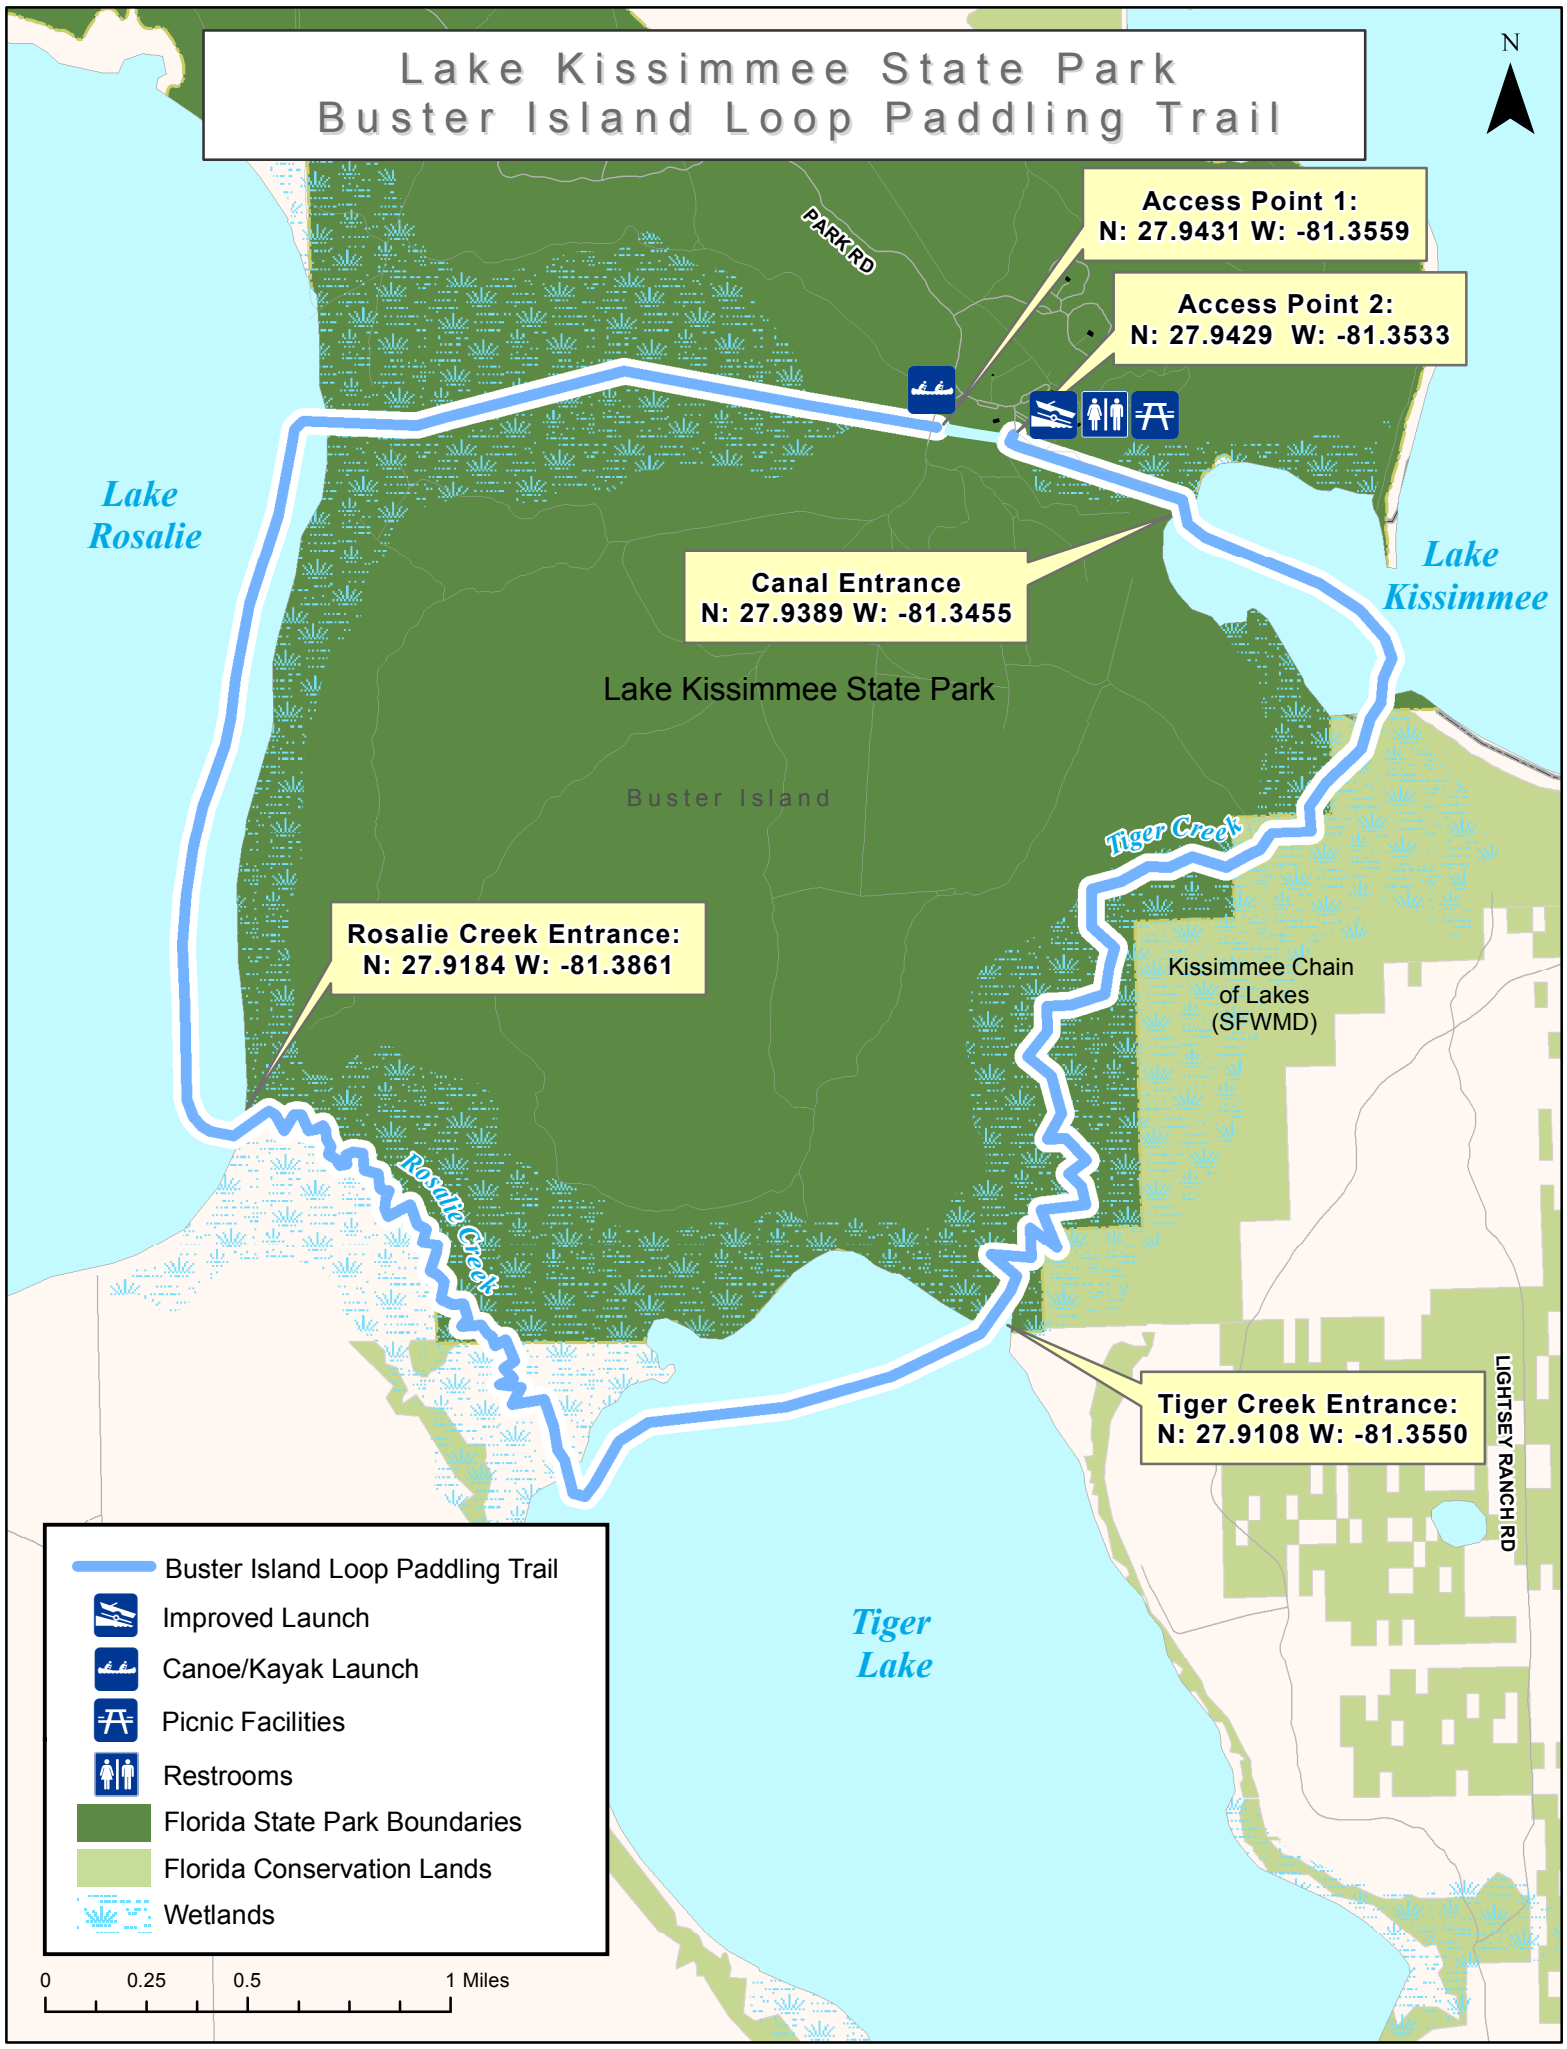 Lake Kissimmee State Park
Buster Island Loop Paddling Trail
N
PARK RD
Access Point 1:
N: 27.9431 W: -81.3559
Access Point 2:
N: 27.9429 W: -81.3533
Lake
Rosalie
Lake
Kissimmee
Canal Entrance
N: 27.9389 W: -81.3455
Lake Kissimmee State Park
Buster Island
Tiger Creek
Rosalie Creek Entrance:
N: 27.9184 W: -81.3861
Kissimmee Chain
of Lakes
(SFWMD)
Rosalie Creek
Tiger Creek Entrance:
N: 27.9108 W: -81.3550
LIGHTSEY RANCH RD
Tiger
Lake
Buster Island Loop Paddling Trail
Improved Launch
Canoe/Kayak Launch
Picnic Facilities
Restrooms
Florida State Park Boundaries
Florida Conservation Lands
Wetlands
0 0.25 0.5 1 Miles